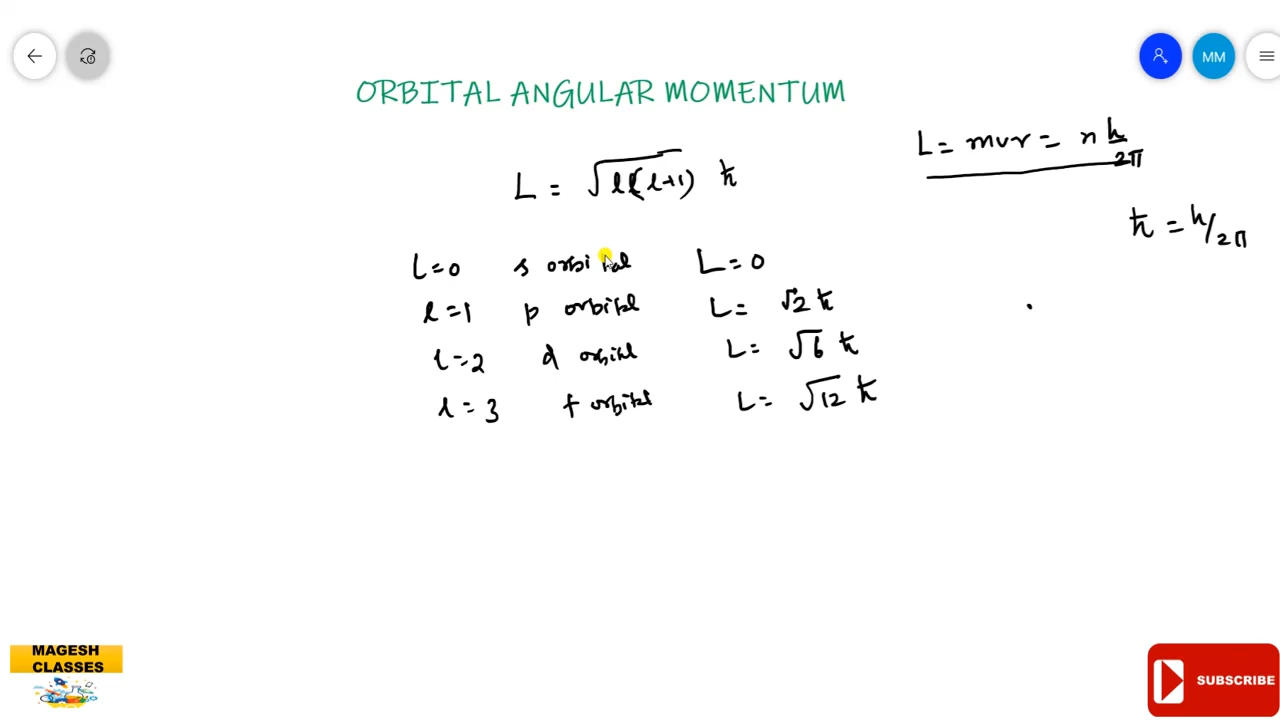 MM
ORBITAL ANGULAR MOMENTUM
L = mvr = n h/2π
L = √l(l+1) ħ
ħ = h/2π
l=0 s orbital L=0
l=1 p orbital L= √2 ħ
l=2 d orbital L= √6 ħ
l=3 f orbital L= √12 ħ
MAGESH
CLASSES
SUBSCRIBE